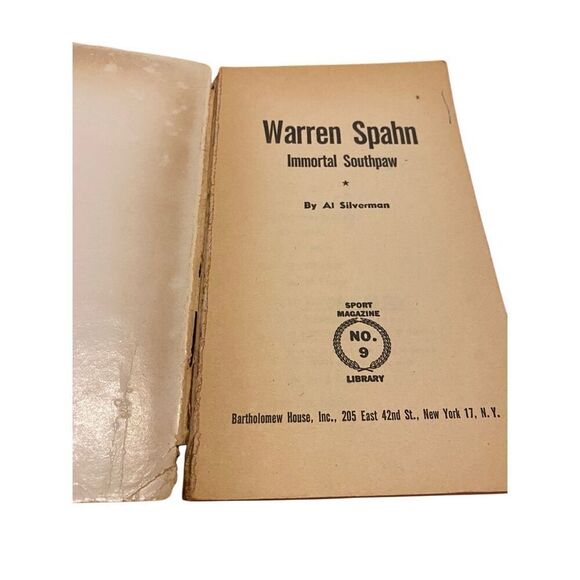 Warren Spahn
Immortal Southpaw
★
By Al Silverman
SPORT
MAGAZINE
NO.
9
LIBRARY
Bartholomew House, Inc., 205 East 42nd St., New York 17, N. Y.